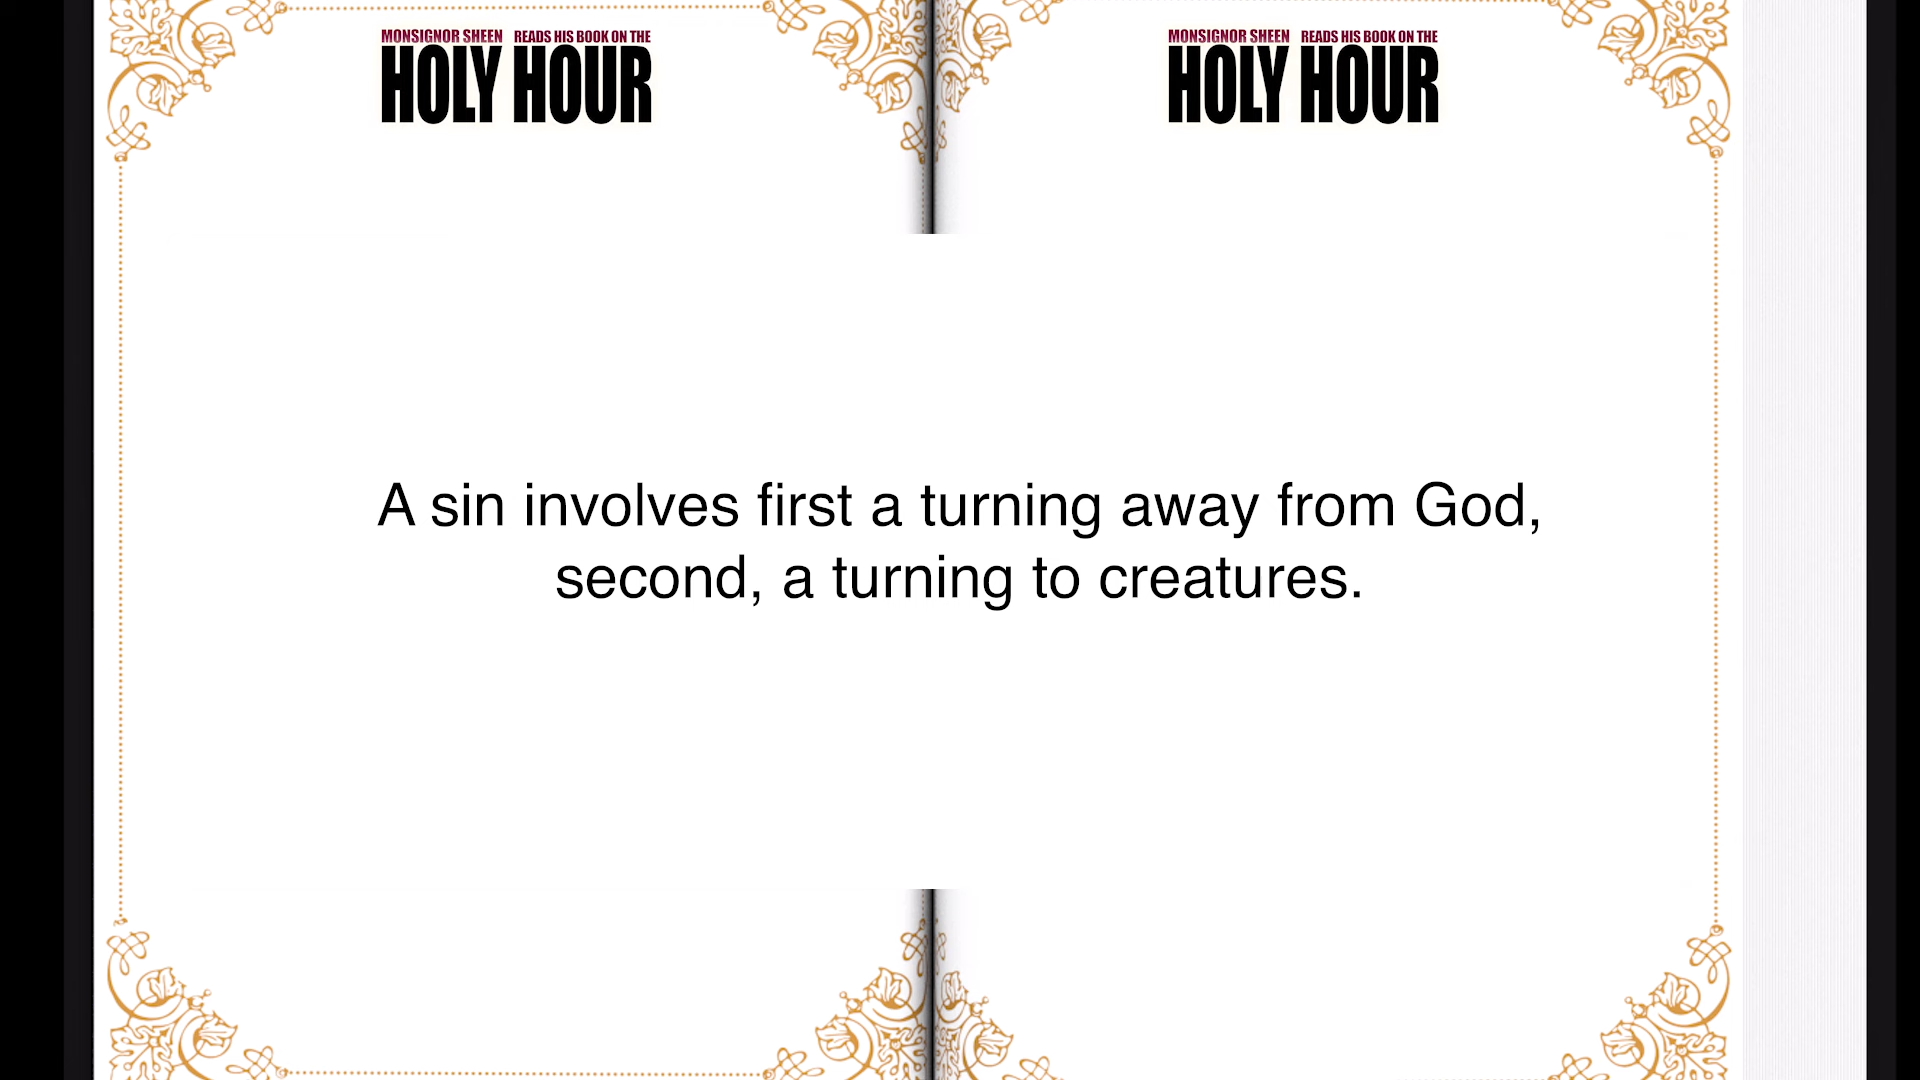 MONSIGNOR SHEEN READS HIS BOOK ON THE
HOLY HOUR
MONSIGNOR SHEEN READS HIS BOOK ON THE
HOLY HOUR
A sin involves first a turning away from God,
second, a turning to creatures.